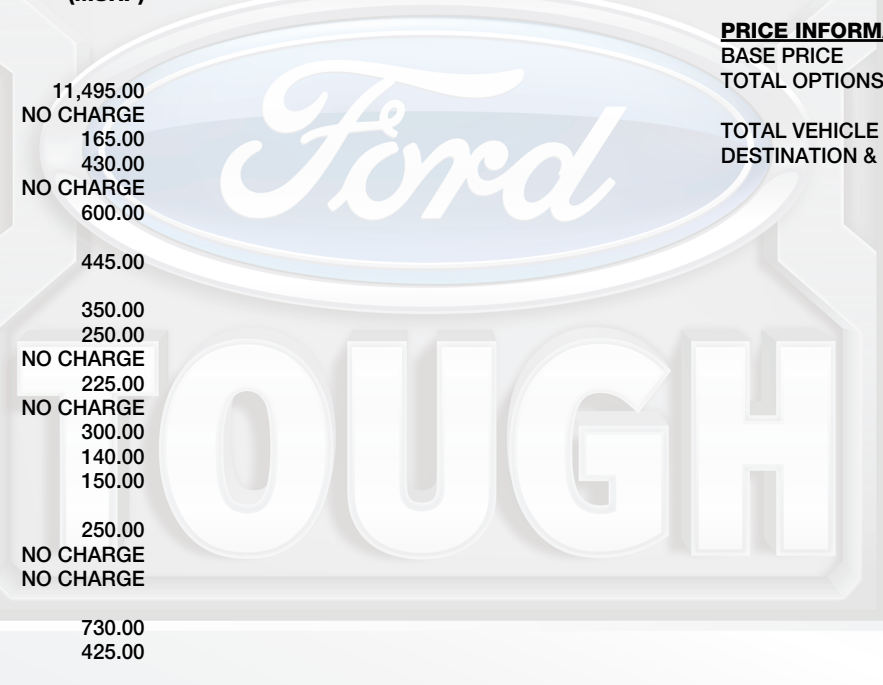 (MSRP)
11,495.00
NO CHARGE
165.00
430.00
NO CHARGE
600.00
445.00
350.00
250.00
NO CHARGE
225.00
NO CHARGE
300.00
140.00
150.00
250.00
NO CHARGE
NO CHARGE
730.00
425.00
PRICE INFORMA
BASE PRICE
TOTAL OPTIONS
TOTAL VEHICLE
DESTINATION &
Ford
TOUGH